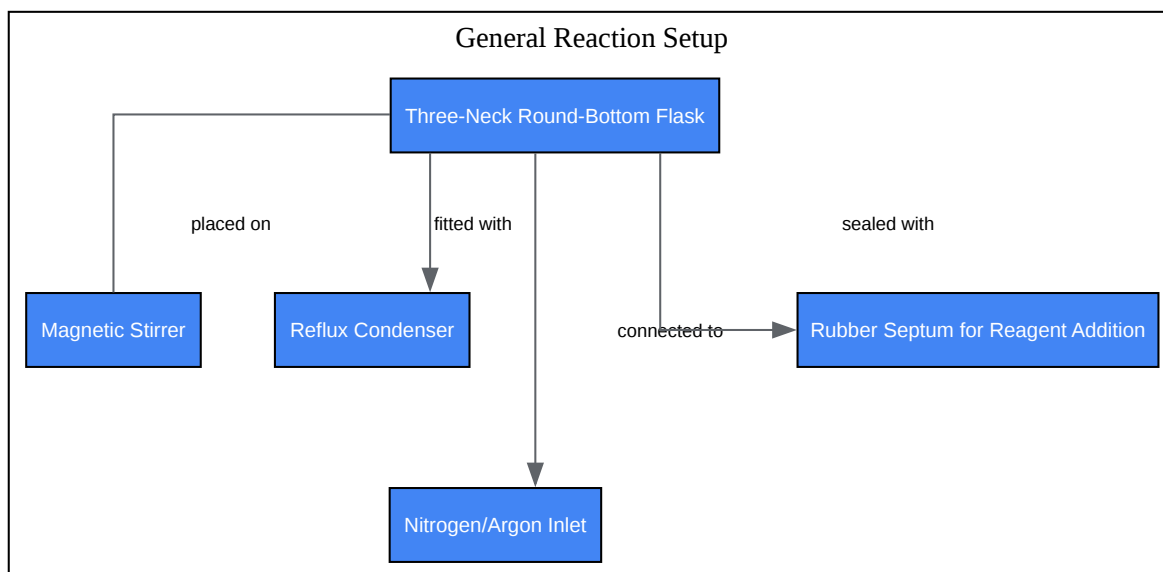 General Reaction Setup
Three-Neck Round-Bottom Flask
placed on
fitted with
sealed with
Magnetic Stirrer
Reflux Condenser
connected to
Rubber Septum for Reagent Addition
Nitrogen/Argon Inlet